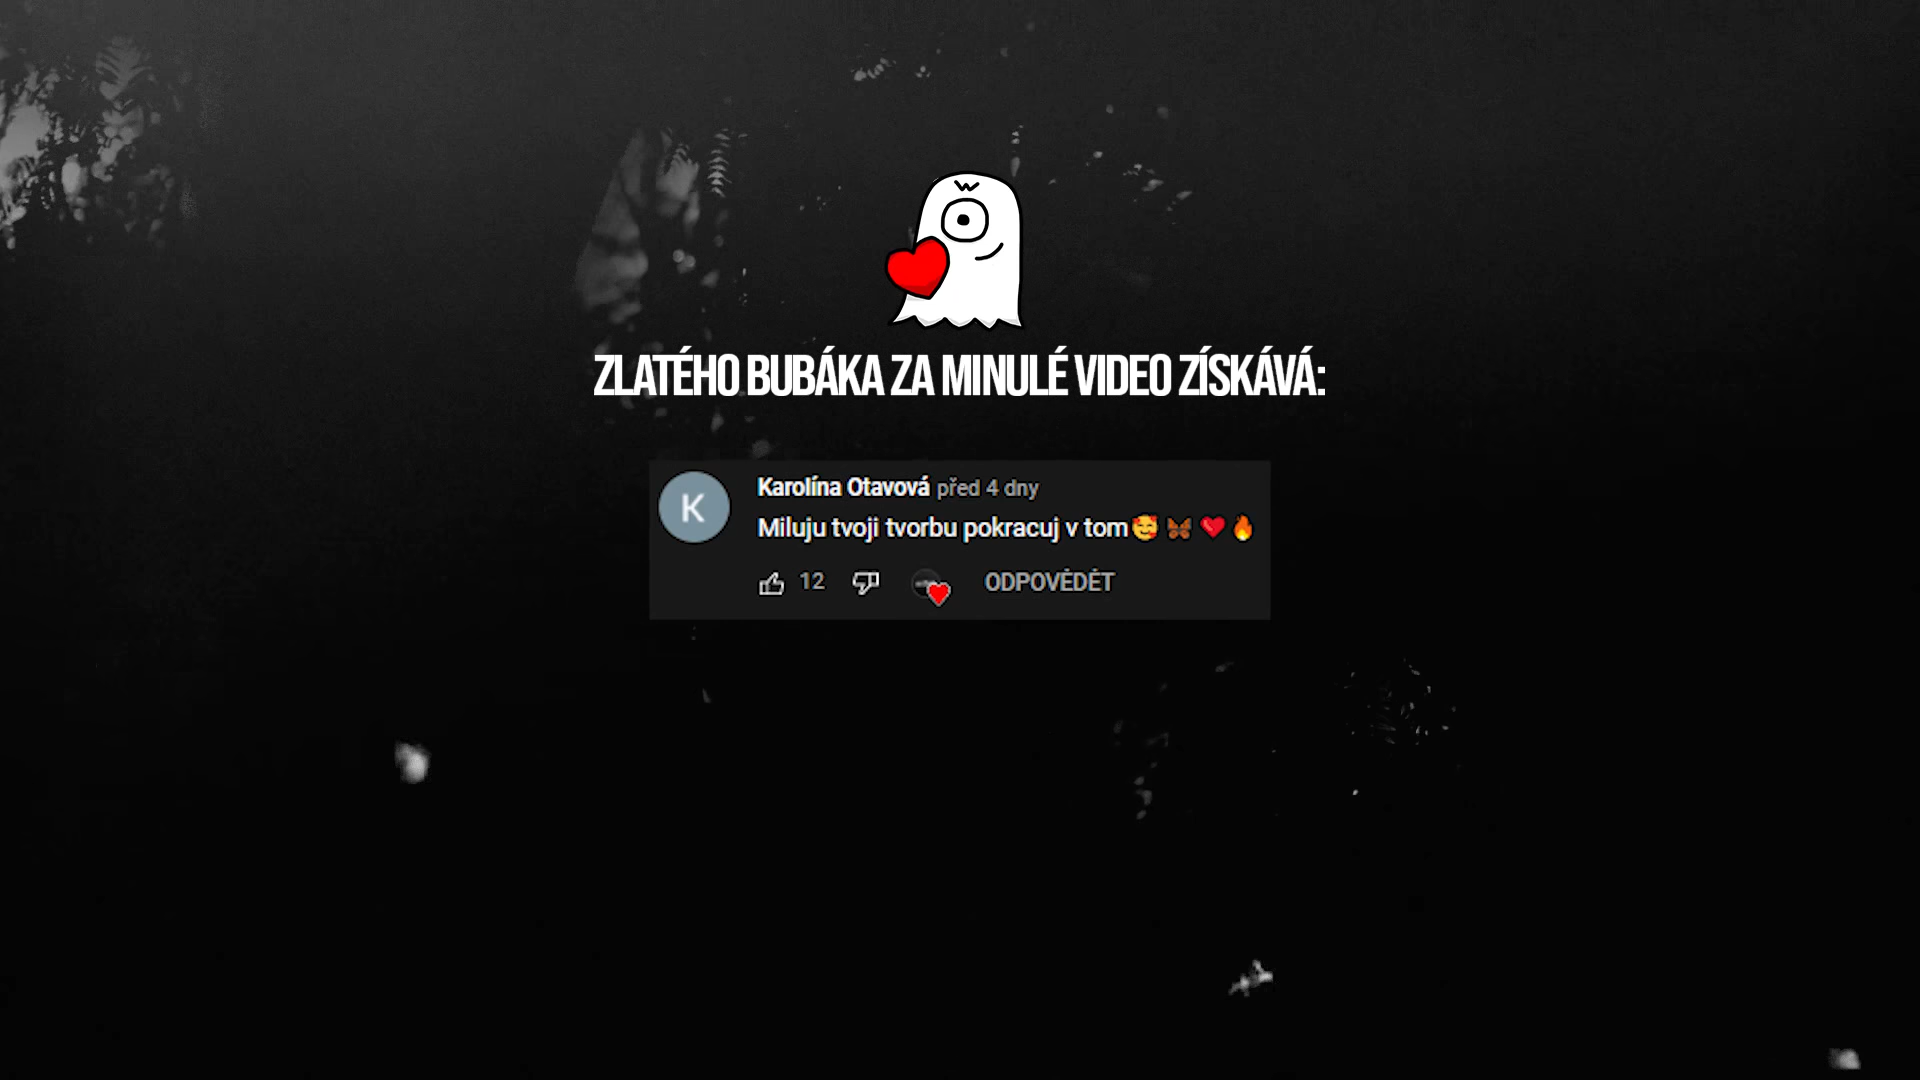 ZLATÉHO BUBÁKA ZA MINULÉ VIDEO ZÍSKÁVÁ:
K
Karolína Otavová před 4 dny
Miluju tvoji tvorbu pokracuj v tom🥰🦋❤️🔥
12
ODPOVĚDĚT